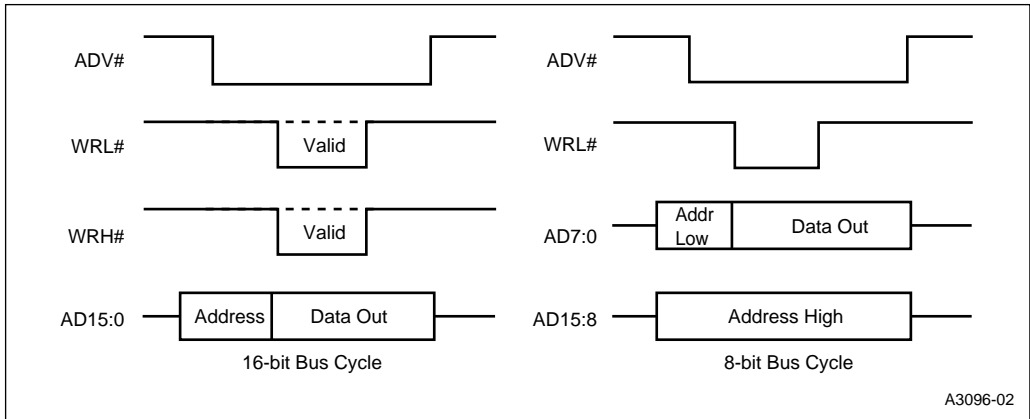 ADV#
WRL#
Valid
WRH#
Valid
AD15:0
Address
Data Out
16-bit Bus Cycle
ADV#
WRL#
AD7:0
Addr
Low
Data Out
AD15:8
Address High
8-bit Bus Cycle
A3096-02